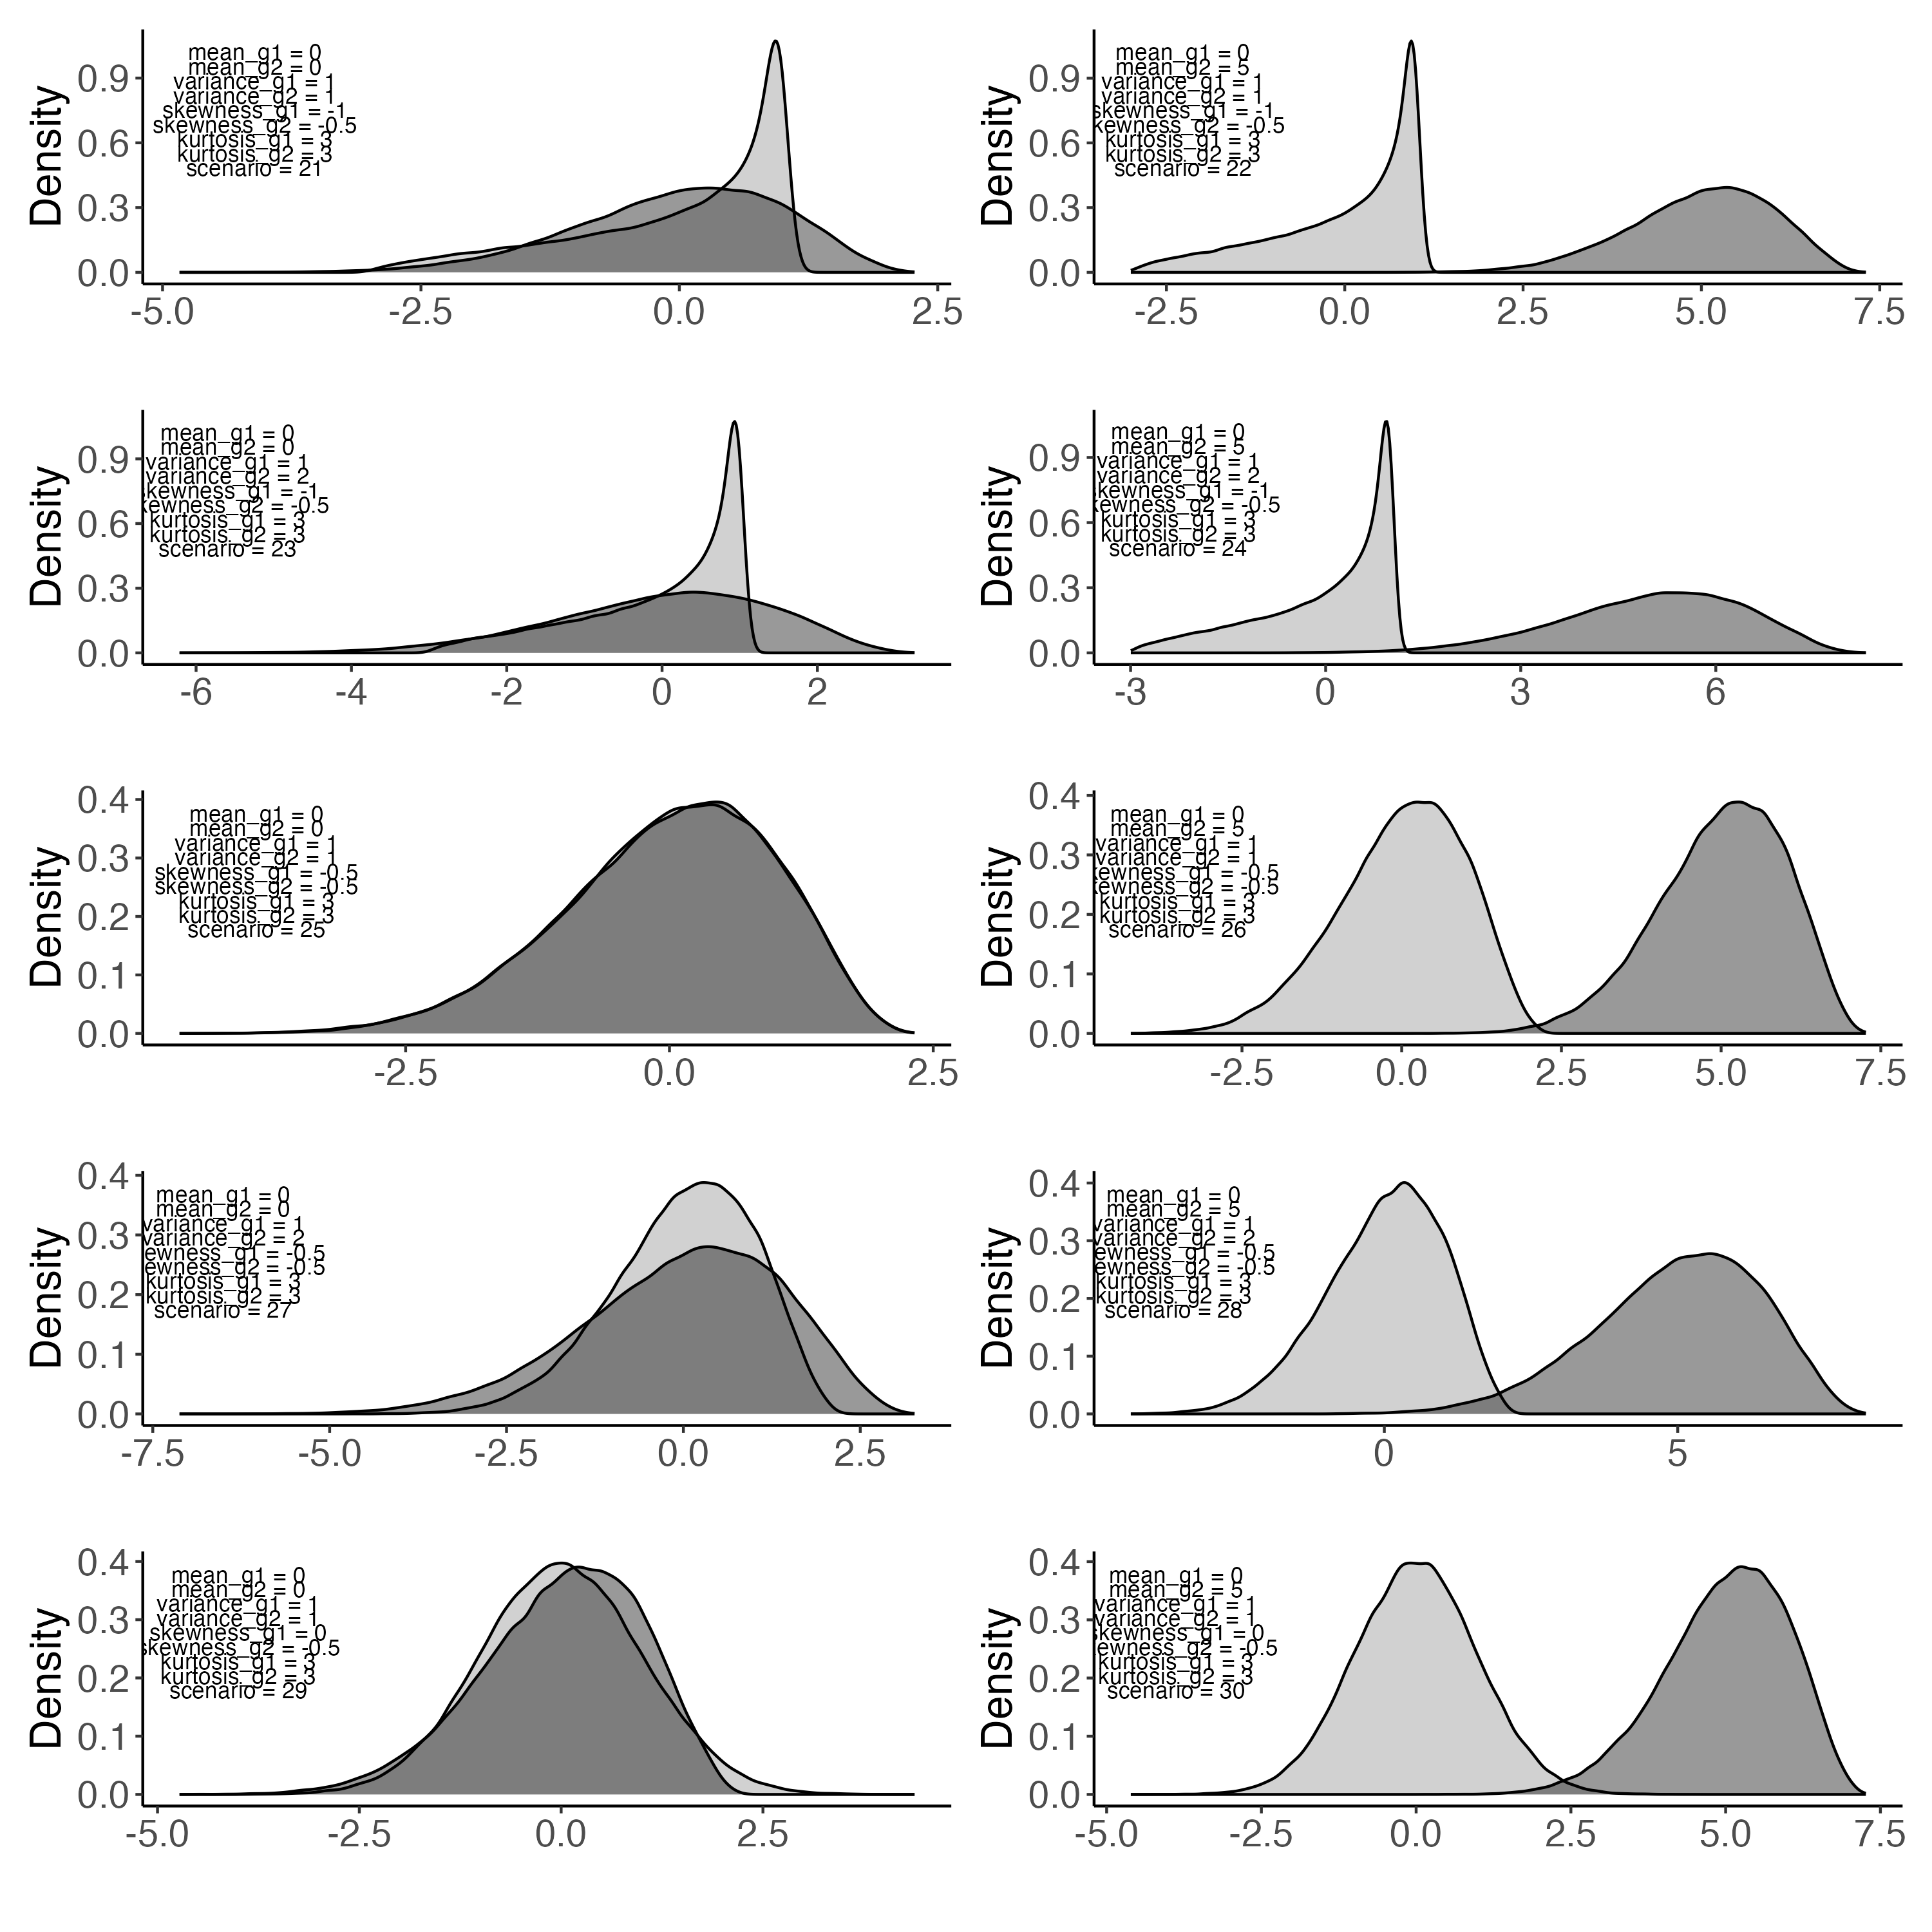 mean_g1 = 0
mean_g2 = 0
variance_g1 = 1
variance_g2 = 1
skewness_g1 = -1
skewness_g2 = -0.5
kurtosis_g1 = 3
kurtosis_g2 = 3
scenario = 21
Density
0.9
0.6
0.3
0.0
-5.0 -2.5 0.0 2.5
mean_g1 = 0
mean_g2 = 5
variance_g1 = 1
variance_g2 = 1
skewness_g1 = -1
kewness_g2 = -0.5
kurtosis_g1 = 3
kurtosis_g2 = 3
scenario = 22
Density
0.9
0.6
0.3
0.0
-2.5 0.0 2.5 5.0 7.5
mean_g1 = 0
mean_g2 = 0
variance_g1 = 1
variance_g2 = 2
kewness_g1 = -1
kewness_g2 = -0.5
kurtosis_g1 = 3
kurtosis_g2 = 3
scenario = 23
Density
0.9
0.6
0.3
0.0
-6 -4 -2 0 2
mean_g1 = 0
mean_g2 = 5
variance_g1 = 1
variance_g2 = 2
kewness_g1 = -1
kewness_g2 = -0.5
kurtosis_g1 = 3
kurtosis_g2 = 3
scenario = 24
Density
0.9
0.6
0.3
0.0
-3 0 3 6
mean_g1 = 0
mean_g2 = 0
variance_g1 = 1
variance_g2 = 1
skewness_g1 = -0.5
skewness_g2 = -0.5
kurtosis_g1 = 3
kurtosis_g2 = 3
scenario = 25
Density
0.4
0.3
0.2
0.1
0.0
-2.5 0.0 2.5
mean_g1 = 0
mean_g2 = 5
variance_g1 = 1
variance_g2 = 1
kewness_g1 = -0.5
kewness_g2 = -0.5
kurtosis_g1 = 3
kurtosis_g2 = 3
scenario = 26
Density
0.4
0.3
0.2
0.1
0.0
-2.5 0.0 2.5 5.0 7.5
mean_g1 = 0
mean_g2 = 0
variance_g1 = 1
variance_g2 = 2
ewness_g1 = -0.5
ewness_g2 = -0.5
kurtosis_g1 = 3
kurtosis_g2 = 3
scenario = 27
Density
0.4
0.3
0.2
0.1
0.0
-7.5 -5.0 -2.5 0.0 2.5
mean_g1 = 0
mean_g2 = 5
variance_g1 = 1
variance_g2 = 2
ewness_g1 = -0.5
ewness_g2 = -0.5
kurtosis_g1 = 3
kurtosis_g2 = 3
scenario = 28
Density
0.4
0.3
0.2
0.1
0.0
0 5
mean_g1 = 0
mean_g2 = 0
variance_g1 = 1
variance_g2 = 1
skewness_g1 = 0
skewness_g2 = -0.5
kurtosis_g1 = 3
kurtosis_g2 = 3
scenario = 29
Density
0.4
0.3
0.2
0.1
0.0
-5.0 -2.5 0.0 2.5
mean_g1 = 0
mean_g2 = 5
variance_g1 = 1
variance_g2 = 1
skewness_g1 = 0
ewness_g2 = -0.5
kurtosis_g1 = 3
kurtosis_g2 = 3
scenario = 30
Density
0.4
0.3
0.2
0.1
0.0
-5.0 -2.5 0.0 2.5 5.0 7.5